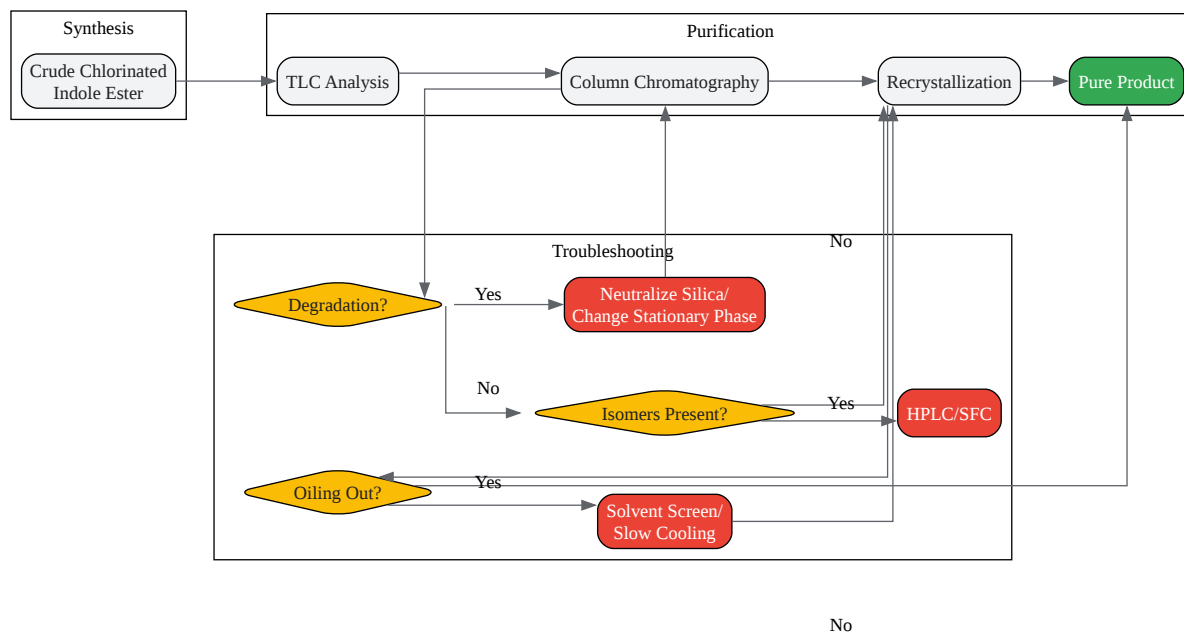 Synthesis
Crude Chlorinated
Indole Ester
Purification
TLC Analysis
Column Chromatography
Recrystallization
Pure Product
No
Troubleshooting
Degradation?
Yes
Neutralize Silica/
Change Stationary Phase
No
Isomers Present?
Yes
HPLC/SFC
Oiling Out?
Yes
Solvent Screen/
Slow Cooling
No